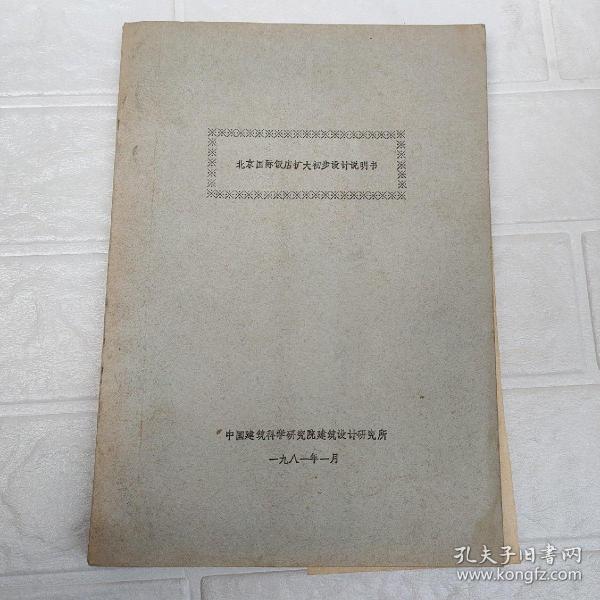 北京国际饭店扩大初步设计说明书
中国建筑科学研究院建筑设计研究所
一九八一年一月
孔夫子旧书网
www.kongfz.com